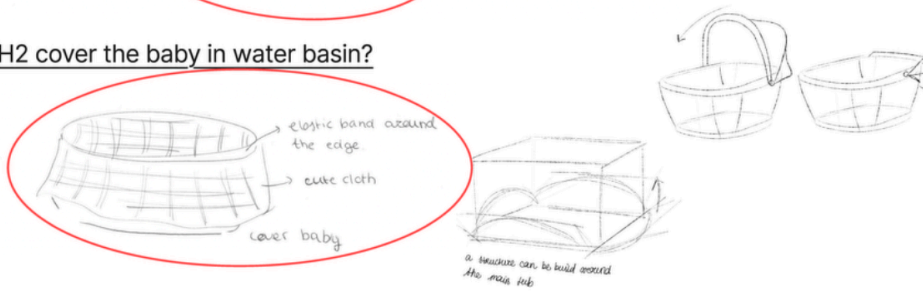 H2 cover the baby in water basin?
elastic band around
the edge
cute cloth
cover baby
a structure can be build around
the main tub